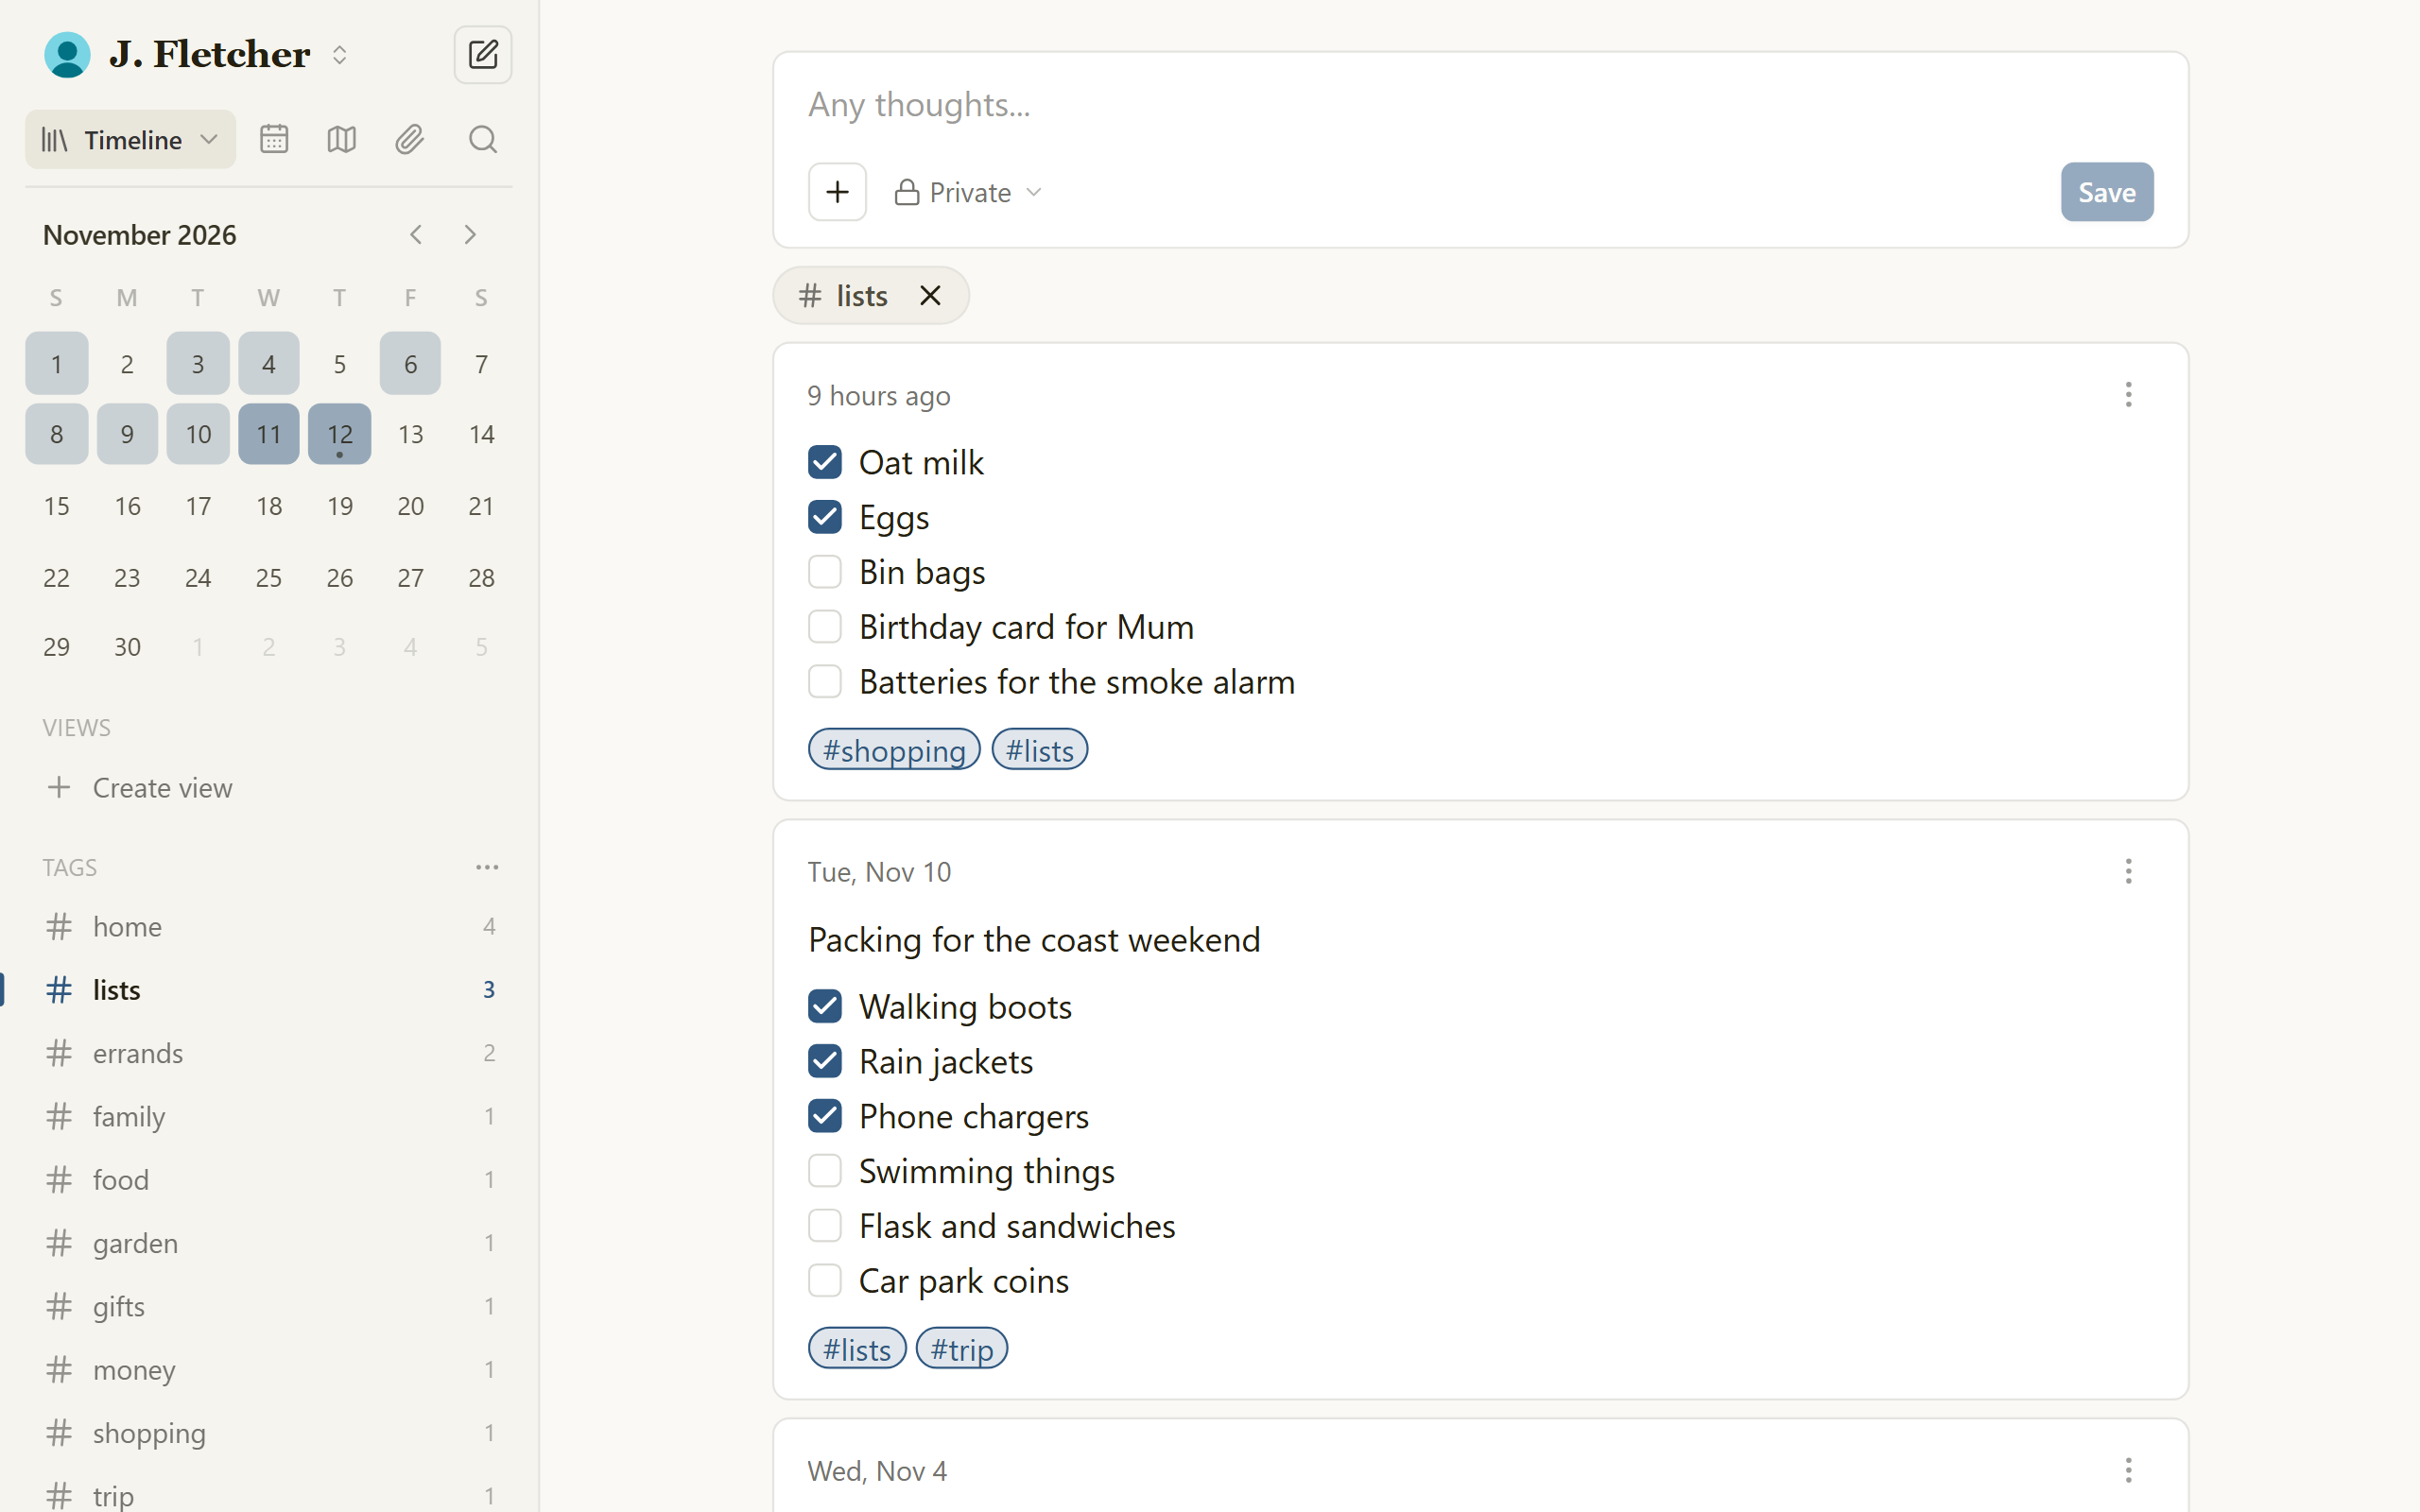 J. Fletcher
Timeline
November 2026
S M T W T F S
1 2 3 4 5 6 7
8 9 10 11 12 13 14
15 16 17 18 19 20 21
22 23 24 25 26 27 28
29 30 1 2 3 4 5
VIEWS
Create view
TAGS
# home 4
# lists 3
# errands 2
# family 1
# food 1
# garden 1
# gifts 1
# money 1
# shopping 1
# trip 1
Any thoughts...
Private
Save
# lists
9 hours ago
Oat milk
Eggs
Bin bags
Birthday card for Mum
Batteries for the smoke alarm
#shopping #lists
Tue, Nov 10
Packing for the coast weekend
Walking boots
Rain jackets
Phone chargers
Swimming things
Flask and sandwiches
Car park coins
#lists #trip
Wed, Nov 4